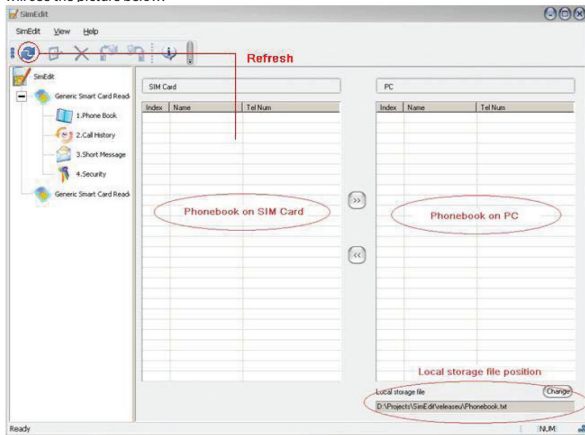 SimEdit
SimEdit View Help
Refresh
SimEdit
Generic Smart Card Read
1.Phone Book
2.Call History
3.Short Message
4.Security
Generic Smart Card Read
SIM Card
Index Name Tel Num
Phonebook on SIM Card
>>
<<
PC
Index Name Tel Num
Phonebook on PC
Local storage file position
Local storage file
Change
D:\Projects\SimEdit\releaseu\Phonebook.txt
Ready
NUM